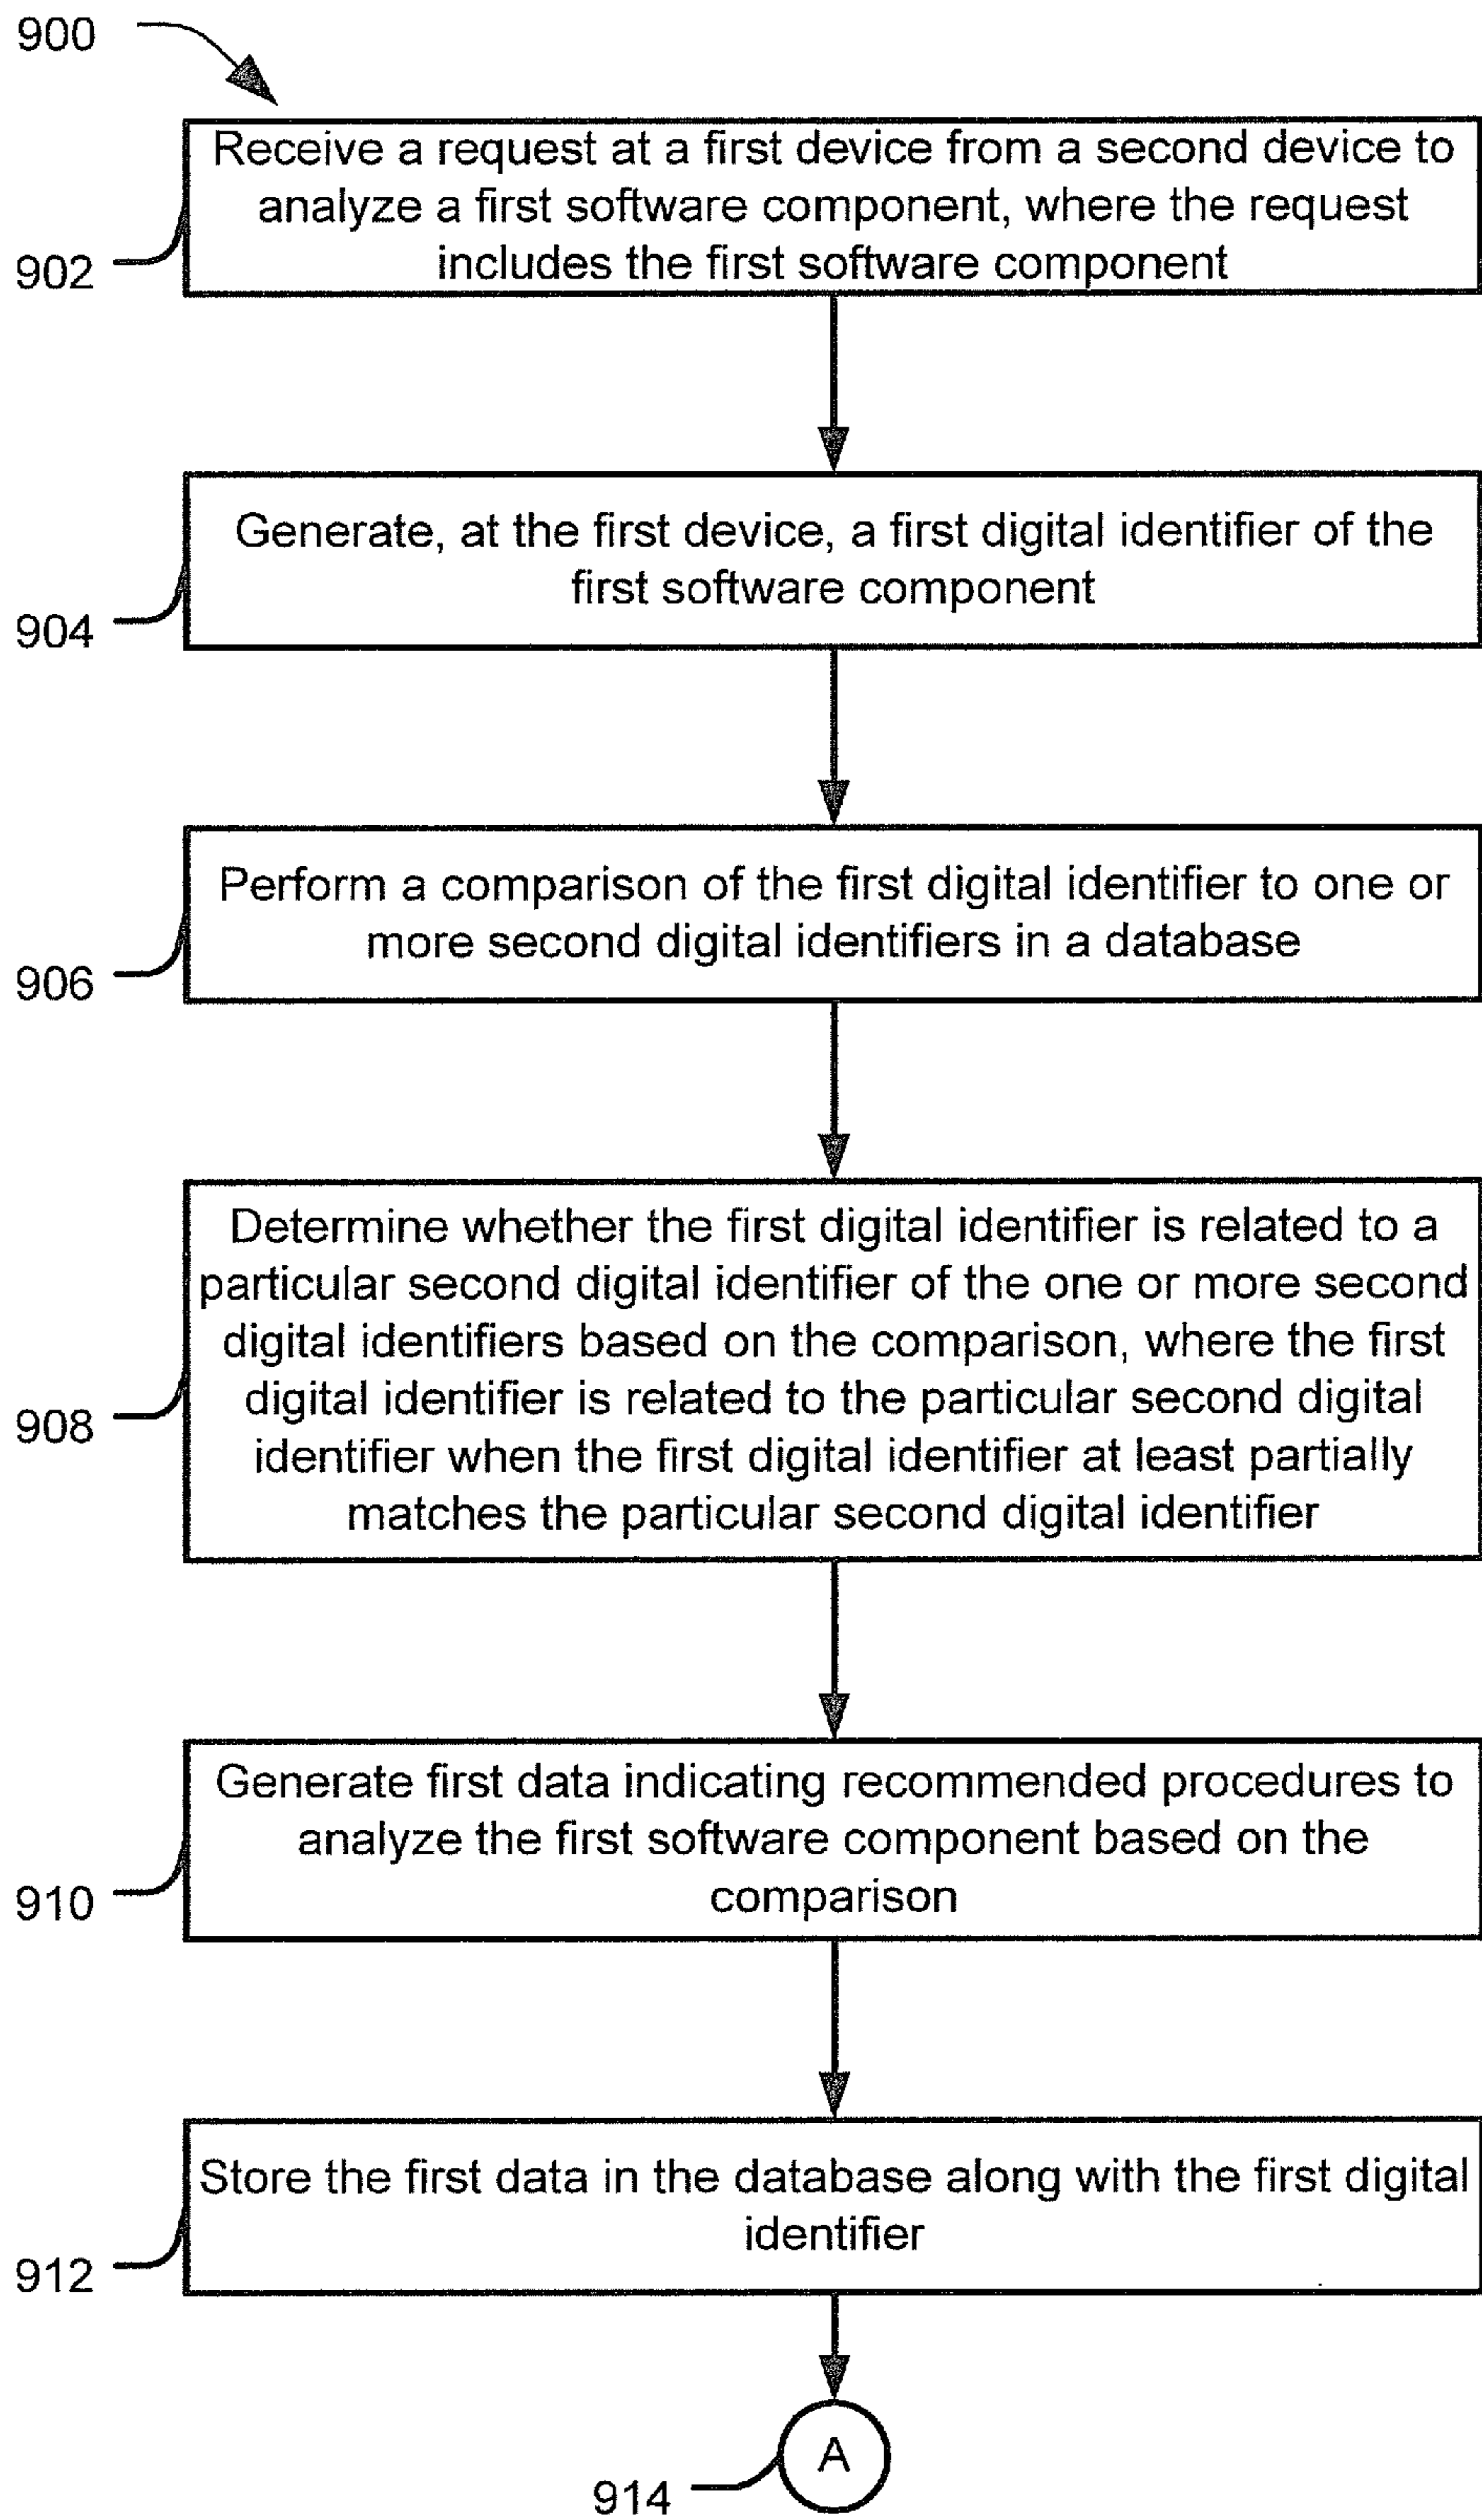 900
Receive a request at a first device from a second device to
analyze a first software component, where the request
includes the first software component
902
Generate, at the first device, a first digital identifier of the
first software component
904
Perform a comparison of the first digital identifier to one or
more second digital identifiers in a database
906
Determine whether the first digital identifier is related to a
particular second digital identifier of the one or more second
digital identifiers based on the comparison, where the first
digital identifier is related to the particular second digital
identifier when the first digital identifier at least partially
matches the particular second digital identifier
908
Generate first data indicating recommended procedures to
analyze the first software component based on the
comparison
910
Store the first data in the database along with the first digital
identifier
912
A
914